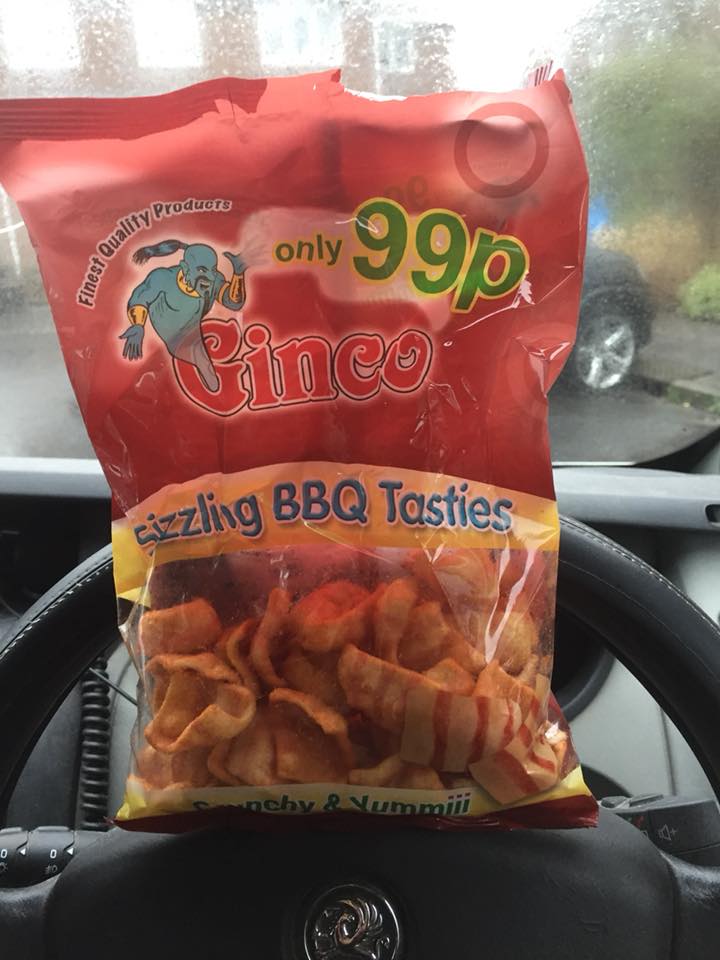 Finest Quality Products
only 99p
Ginco
Sizzling BBQ Tasties
Crunchy & Yummiii